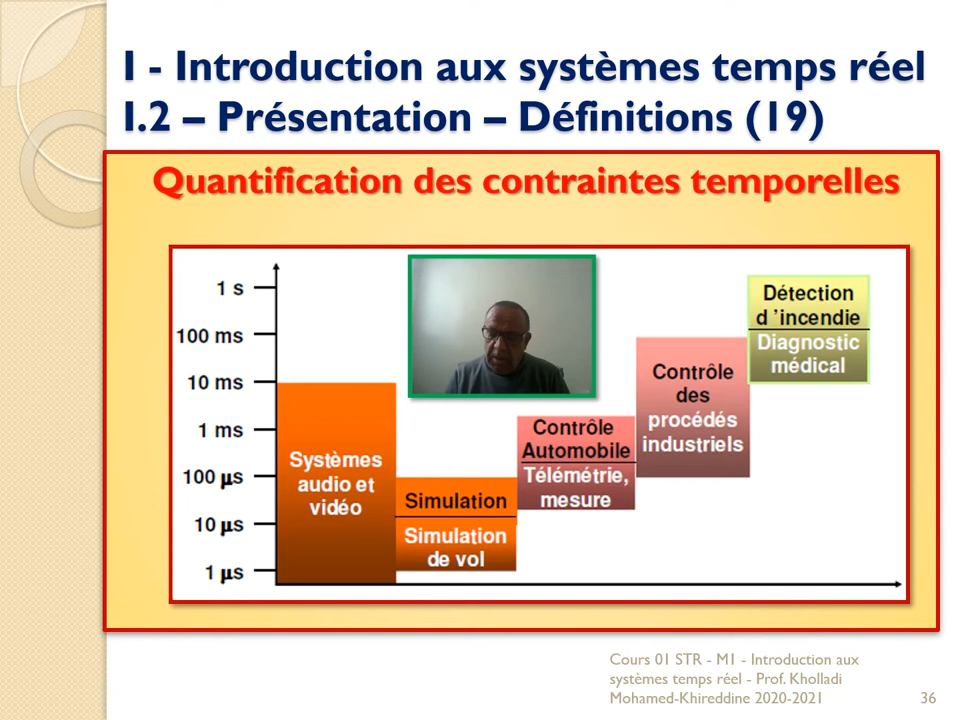 I - Introduction aux systèmes temps réel
I.2 – Présentation – Définitions (19)
Quantification des contraintes temporelles
1 s
100 ms
10 ms
1 ms
100 µs
10 µs
1 µs
Systèmes
audio et
vidéo
Simulation
Simulation
de vol
Contrôle
Automobile
Télémétrie,
mesure
Contrôle
des
procédés
industriels
Détection
d 'incendie
Diagnostic
médical
Cours 01 STR - M1 - Introduction aux
systèmes temps réel - Prof. Kholladi
Mohamed-Khireddine 2020-2021
36